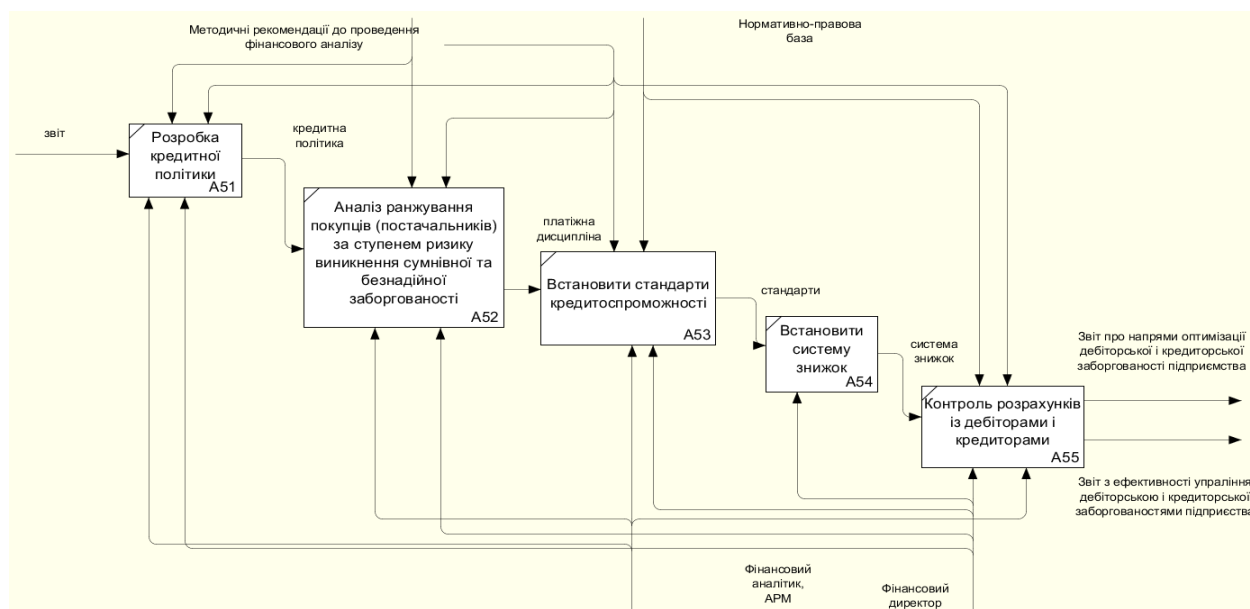 Методичні рекомендації до проведення
фінансового аналізу
Нормативно-правова
база
звіт
Розробка
кредитної
політики
A51
кредитна
політика
Аналіз ранжування
покупців (постачальників)
за ступенем ризику
виникнення сумнівної та
безнадійної
заборгованості
A52
платіжна
дисципліна
Встановити стандарти
кредитоспроможності
A53
стандарти
Встановити
систему
знижок
A54
система
знижок
Контроль розрахунків
із дебіторами і
кредиторами
A55
Звіт про напрями оптимізації
дебіторської і кредиторської
заборгованості підприємства
Звіт з ефективності упраління
дебіторською і кредиторської
заборгованостями підприєства
Фінансовий
аналітик,
АРМ
Фінансовий
директор